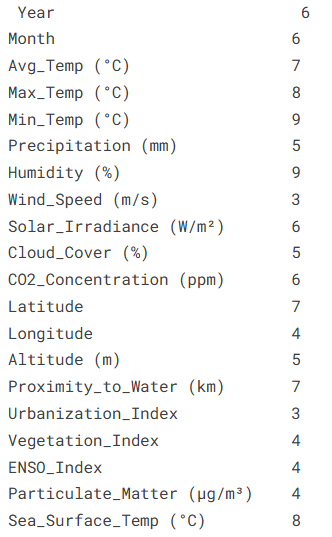 Year 6
Month 6
Avg_Temp (°C) 7
Max_Temp (°C) 8
Min_Temp (°C) 9
Precipitation (mm) 5
Humidity (%) 9
Wind_Speed (m/s) 3
Solar_Irradiance (W/m²) 6
Cloud_Cover (%) 5
CO2_Concentration (ppm) 6
Latitude 7
Longitude 4
Altitude (m) 5
Proximity_to_Water (km) 7
Urbanization_Index 3
Vegetation_Index 4
ENSO_Index 4
Particulate_Matter (µg/m³) 4
Sea_Surface_Temp (°C) 8